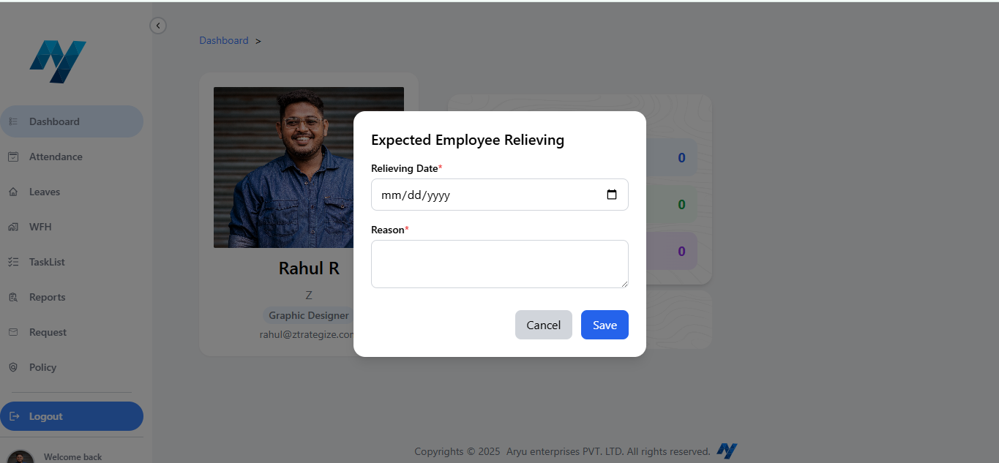 Dashboard >
Dashboard
Attendance
Leaves
WFH
TaskList
Reports
Request
Policy
Logout
Welcome back
Rahul R
Z
Graphic Designer
rahul@ztrategize.com
Expected Employee Relieving
Relieving Date*
mm/dd/yyyy
Reason*
Cancel
Save
0
0
0
Copyrights © 2025 Aryu enterprises PVT. LTD. All rights reserved.